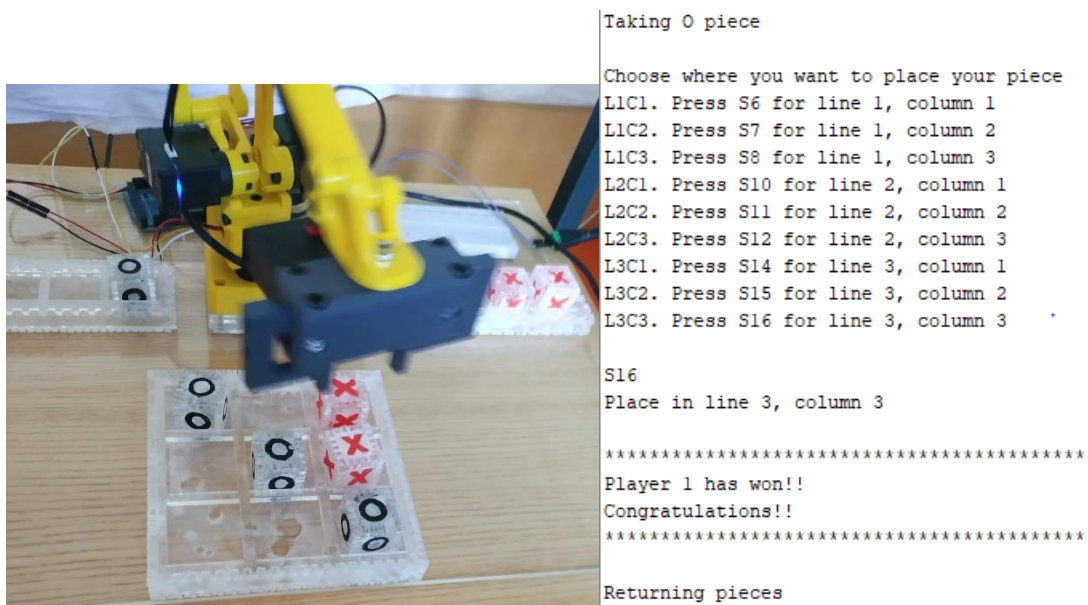 Taking O piece
Choose where you want to place your piece
L1C1. Press S6 for line 1, column 1
L1C2. Press S7 for line 1, column 2
L1C3. Press S8 for line 1, column 3
L2C1. Press S10 for line 2, column 1
L2C2. Press S11 for line 2, column 2
L2C3. Press S12 for line 2, column 3
L3C1. Press S14 for line 3, column 1
L3C2. Press S15 for line 3, column 2
L3C3. Press S16 for line 3, column 3
S16
Place in line 3, column 3
*******************************************
Player 1 has won!!
Congratulations!!
*******************************************
Returning pieces
O
O
X
X
X
X
O
O
X
X
O
O
X
X
O
O